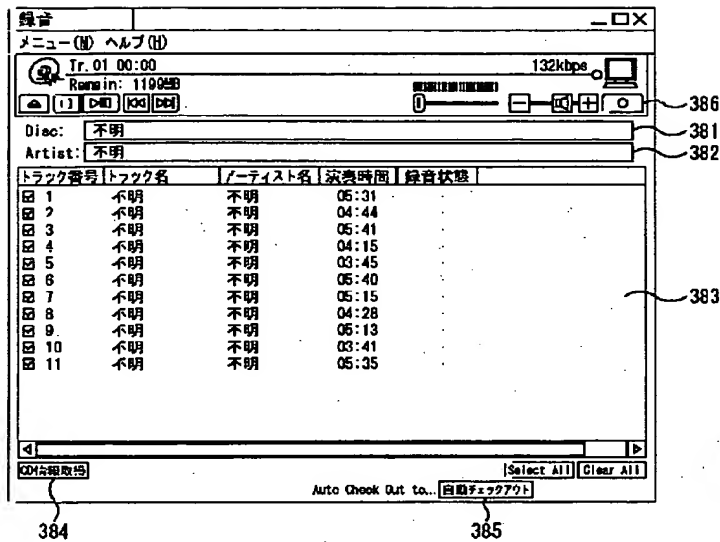 録音
メニュー(M) ヘルプ(H)
Tr.01 00:00 132kbps
Remain: 1199MB
386
Disc: 不明 381
Artist: 不明 382
トラック番号 トラック名 アーティスト名 演奏時間 録音状態
1 不明 不明 05:31
2 不明 不明 04:44
3 不明 不明 05:41
4 不明 不明 04:15
5 不明 不明 03:45
6 不明 不明 05:40
7 不明 不明 05:15
8 不明 不明 04:28
9 不明 不明 05:13
10 不明 不明 03:41
11 不明 不明 05:35
383
CD情報取得 Select All Clear All
Auto Check Out to... 自動チェックアウト
384 385